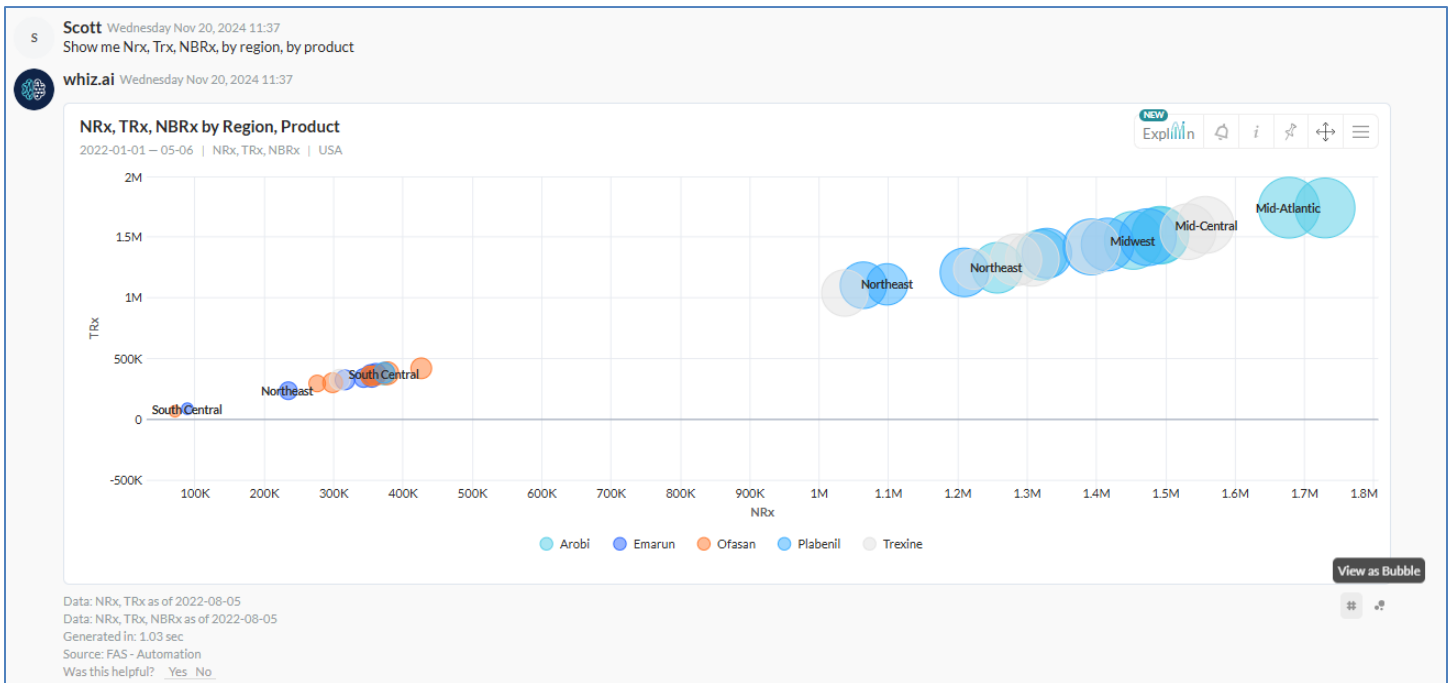 S
Scott Wednesday Nov 20, 2024 11:37
Show me Nrx, Trx, NBRx, by region, by product
whiz.ai Wednesday Nov 20, 2024 11:37
NRx, TRx, NBRx by Region, Product
NEW
Explain
i
2022-01-01 — 05-06 | NRx, TRx, NBRx | USA
2M
1.5M
1M
500K
0
-500K
TRx
Mid-Atlantic
Mid-Central
Midwest
Northeast
Northeast
South Central
Northeast
South Central
100K 200K 300K 400K 500K 600K 700K 800K 900K 1M 1.1M 1.2M 1.3M 1.4M 1.5M 1.6M 1.7M 1.8M
NRx
Arobi Emarun Ofasan Plabenil Trexine
View as Bubble
Data: NRx, TRx as of 2022-08-05
Data: NRx, TRx, NBRx as of 2022-08-05
Generated in: 1.03 sec
Source: FAS - Automation
Was this helpful? Yes No